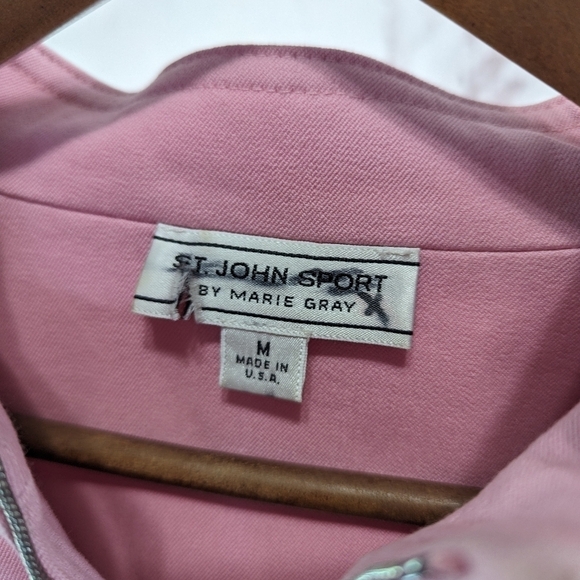 ST. JOHN SPORT
BY MARIE GRAY
M
MADE IN
U.S.A.